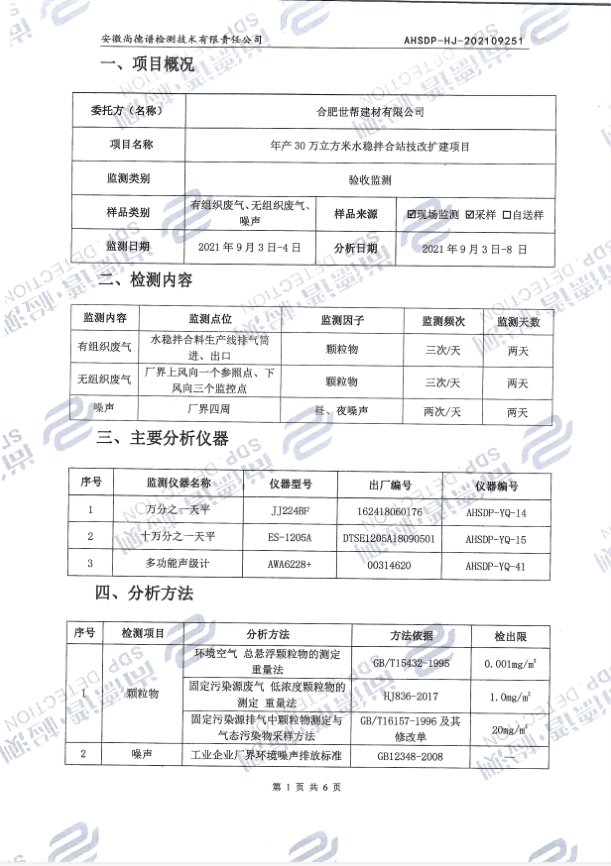 安徽尚德谱检测技术有限责任公司 AHSDP-HJ-202109251
一、项目概况
委托方（名称） 合肥世帮建材有限公司
项目名称 年产 30 万立方米水稳拌合站技改扩建项目
监测类别 验收监测
样品类别 有组织废气、无组织废气、
噪声 样品来源 ☑现场监测 ☑采样 ☐自送样
监测日期 2021 年 9 月 3 日-4 日 分析日期 2021 年 9 月 3 日-8 日
二、检测内容
监测内容 监测点位 监测因子 监测频次 监测天数
有组织废气 水稳拌合料生产线排气筒
进、出口 颗粒物 三次/天 两天
无组织废气 厂界上风向一个参照点、下
风向三个监控点 颗粒物 三次/天 两天
噪声 厂界四周 昼、夜噪声 两次/天 两天
三、主要分析仪器
序号 监测仪器名称 仪器型号 出厂编号 仪器编号
1 万分之一天平 JJ224BF 162418060176 AHSDP-YQ-14
2 十万分之一天平 ES-1205A DTSE1205A18090501 AHSDP-YQ-15
3 多功能声级计 AWA6228+ 00314620 AHSDP-YQ-41
四、分析方法
序号 检测项目 分析方法 方法依据 检出限
1 颗粒物 环境空气 总悬浮颗粒物的测定
重量法 GB/T15432-1995 0.001mg/m³
固定污染源废气 低浓度颗粒物的
测定 重量法 HJ836-2017 1.0mg/m³
固定污染源排气中颗粒物测定与
气态污染物采样方法 GB/T16157-1996 及其
修改单 20mg/m³
2 噪声 工业企业厂界环境噪声排放标准 GB12348-2008 —
第 1 页 共 6 页